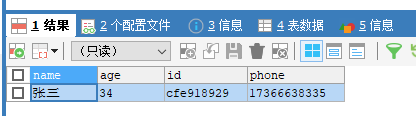 1 结果 2 个配置文件 3 信息 4 表数据 5 信息
（只读）
name age id phone
张三 34 cfe918929 17366638335